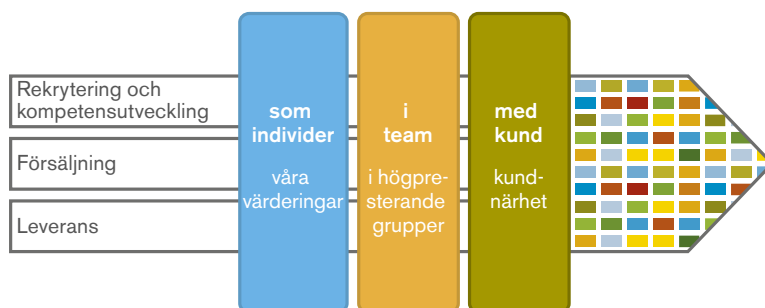 Rekrytering och
kompetensutveckling
Försäljning
Leverans
som
individer
våra
värderingar
i
team
i högpre-
sterande
grupper
med
kund
kund-
närhet